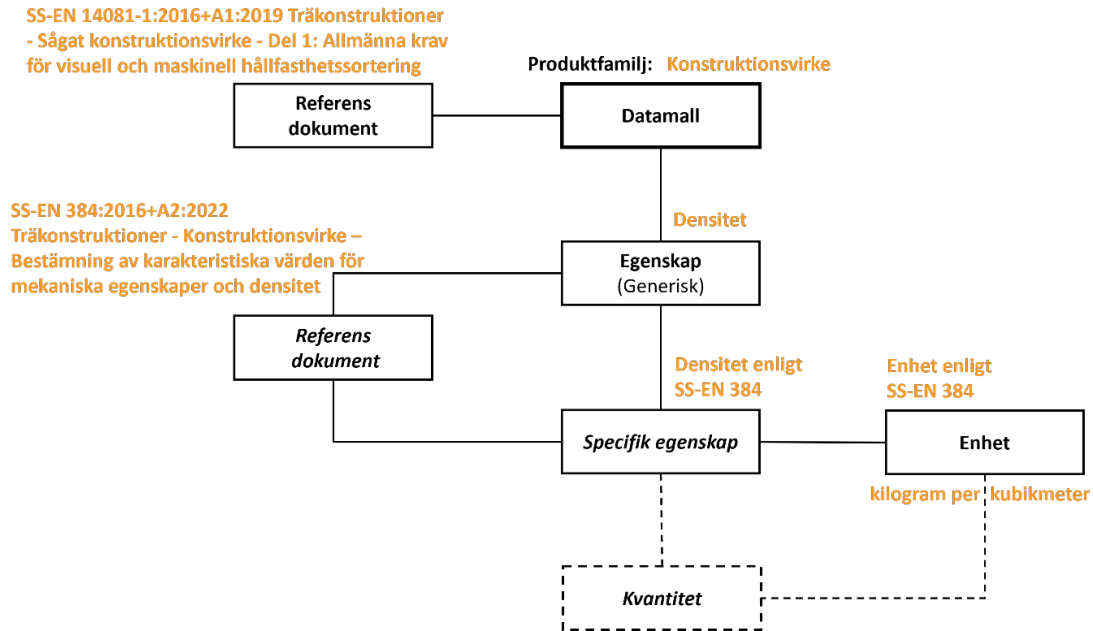 SS-EN 14081-1:2016+A1:2019 Träkonstruktioner
- Sågat konstruktionsvirke - Del 1: Allmänna krav
för visuell och maskinell hållfasthetssortering
Produktfamilj: Konstruktionsvirke
Referens
dokument
Datamall
SS-EN 384:2016+A2:2022
Träkonstruktioner - Konstruktionsvirke –
Bestämning av karakteristiska värden för
mekaniska egenskaper och densitet
Densitet
Egenskap
(Generisk)
Referens
dokument
Densitet enligt
SS-EN 384
Enhet enligt
SS-EN 384
Specifik egenskap
Enhet
kilogram per kubikmeter
Kvantitet